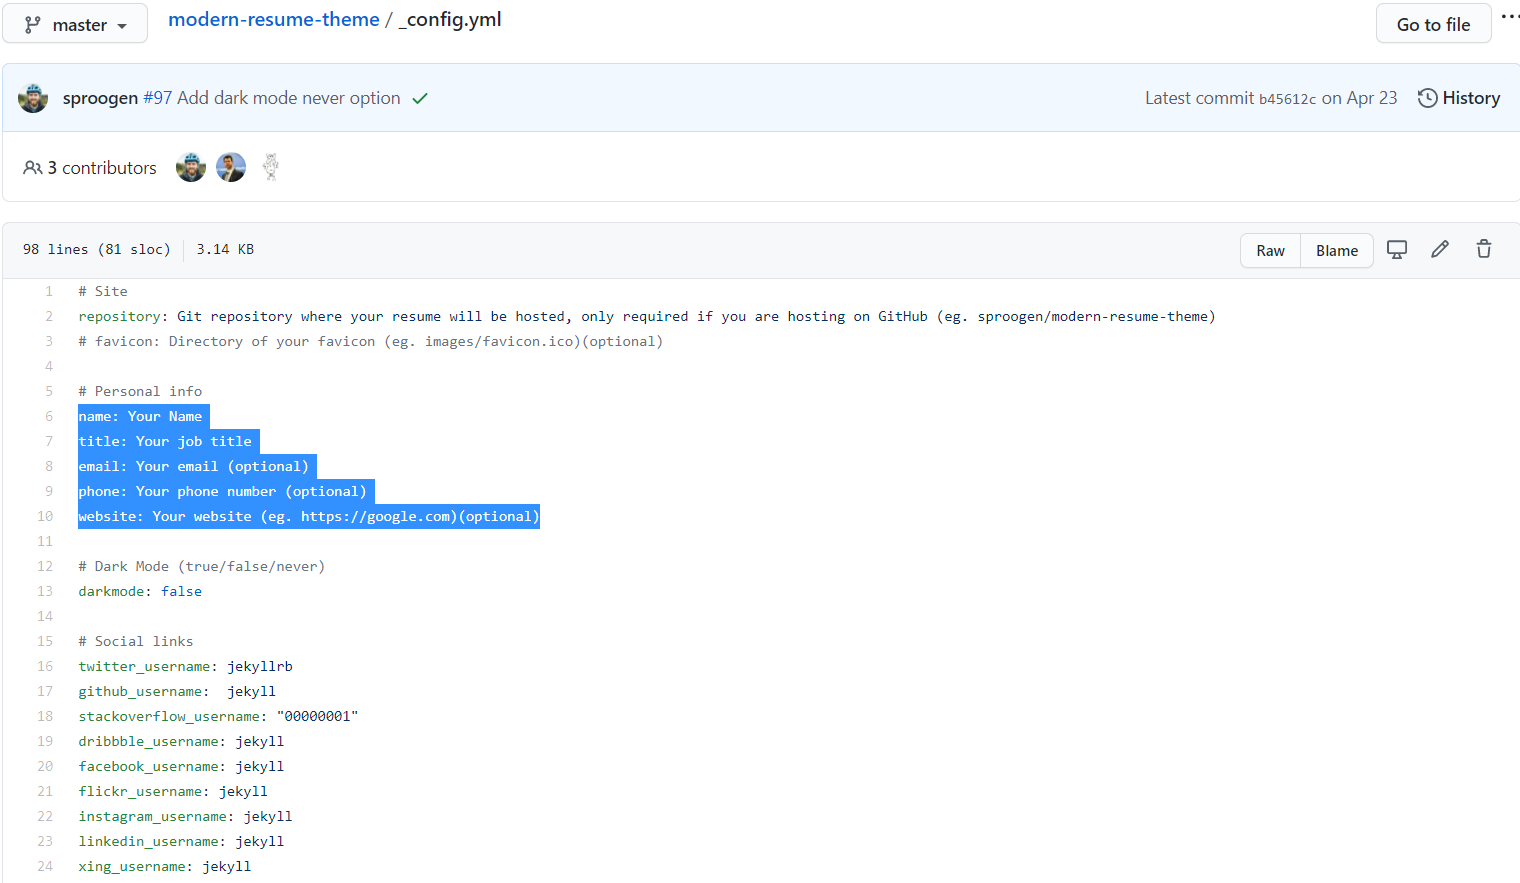 master
modern-resume-theme / _config.yml
Go to file
...
sproogen #97 Add dark mode never option
Latest commit b45612c on Apr 23
History
3 contributors
98 lines (81 sloc) 3.14 KB
Raw
Blame
1 # Site
2 repository: Git repository where your resume will be hosted, only required if you are hosting on GitHub (eg. sproogen/modern-resume-theme)
3 # favicon: Directory of your favicon (eg. images/favicon.ico)(optional)
4
5 # Personal info
6 name: Your Name
7 title: Your job title
8 email: Your email (optional)
9 phone: Your phone number (optional)
10 website: Your website (eg. https://google.com)(optional)
11
12 # Dark Mode (true/false/never)
13 darkmode: false
14
15 # Social links
16 twitter_username: jekyllrb
17 github_username:  jekyll
18 stackoverflow_username: "00000001"
19 dribbble_username: jekyll
20 facebook_username: jekyll
21 flickr_username: jekyll
22 instagram_username: jekyll
23 linkedin_username: jekyll
24 xing_username: jekyll